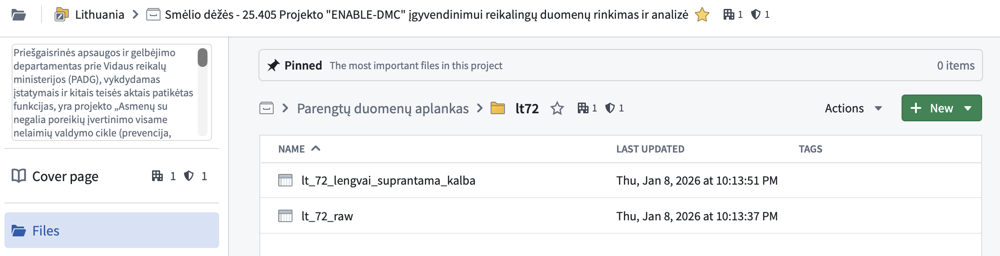 Lithuania > Smėlio dėžės - 25.405 Projekto "ENABLE-DMC" įgyvendinimui reikalingų duomenų rinkimas ir analizė 1 1
Priešgaisrinės apsaugos ir gelbėjimo
departamentas prie Vidaus reikalų
ministerijos (PADG), vykdydamas
įstatymais ir kitais teisės aktais patikėtas
funkcijas, yra projekto „Asmenų su
negalia poreikių įvertinimo visame
nelaimių valdymo cikle (prevencija,
Cover page 1 1
Files
Pinned The most important files in this project 0 items
> Parengtų duomenų aplankas > lt72 1 1 Actions + New
NAME LAST UPDATED TAGS
lt_72_lengvai_suprantama_kalba Thu, Jan 8, 2026 at 10:13:51 PM
lt_72_raw Thu, Jan 8, 2026 at 10:13:37 PM